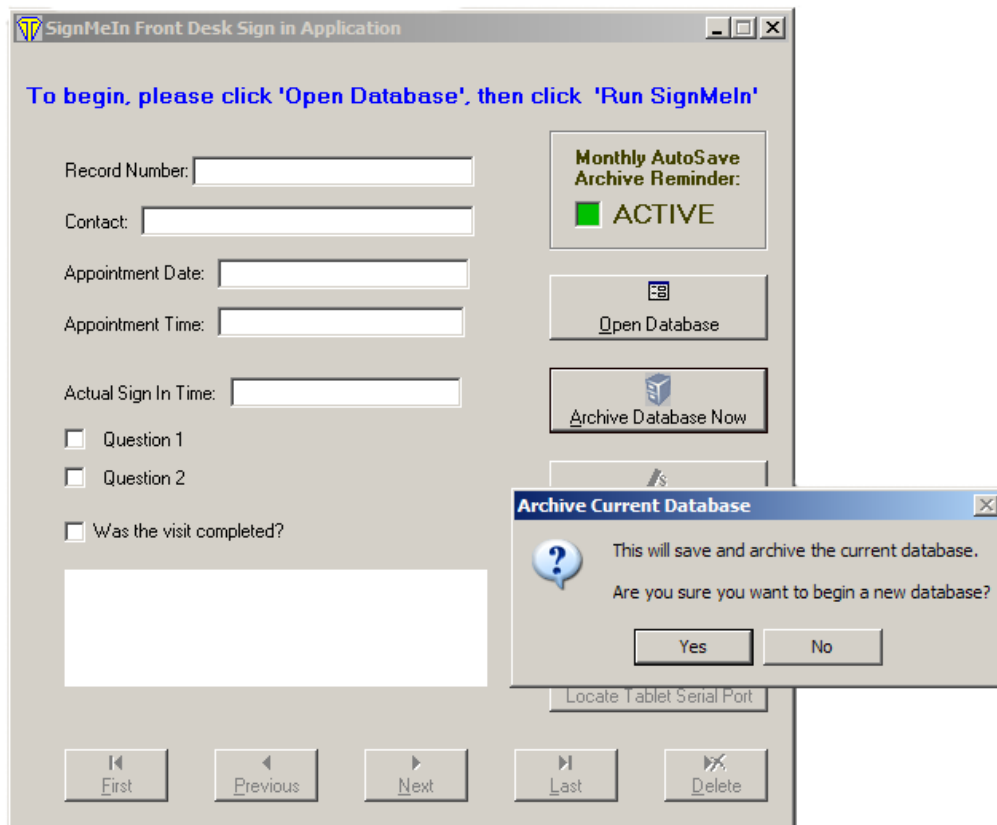 SignMeIn Front Desk Sign in Application
To begin, please click 'Open Database', then click 'Run SignMeIn'
Record Number:
Contact:
Appointment Date:
Appointment Time:
Actual Sign In Time:
Question 1
Question 2
Was the visit completed?
Monthly AutoSave
Archive Reminder:
ACTIVE
Open Database
Archive Database Now
Archive Current Database
This will save and archive the current database.
Are you sure you want to begin a new database?
Yes
No
Locate Tablet Serial Port
First
Previous
Next
Last
Delete